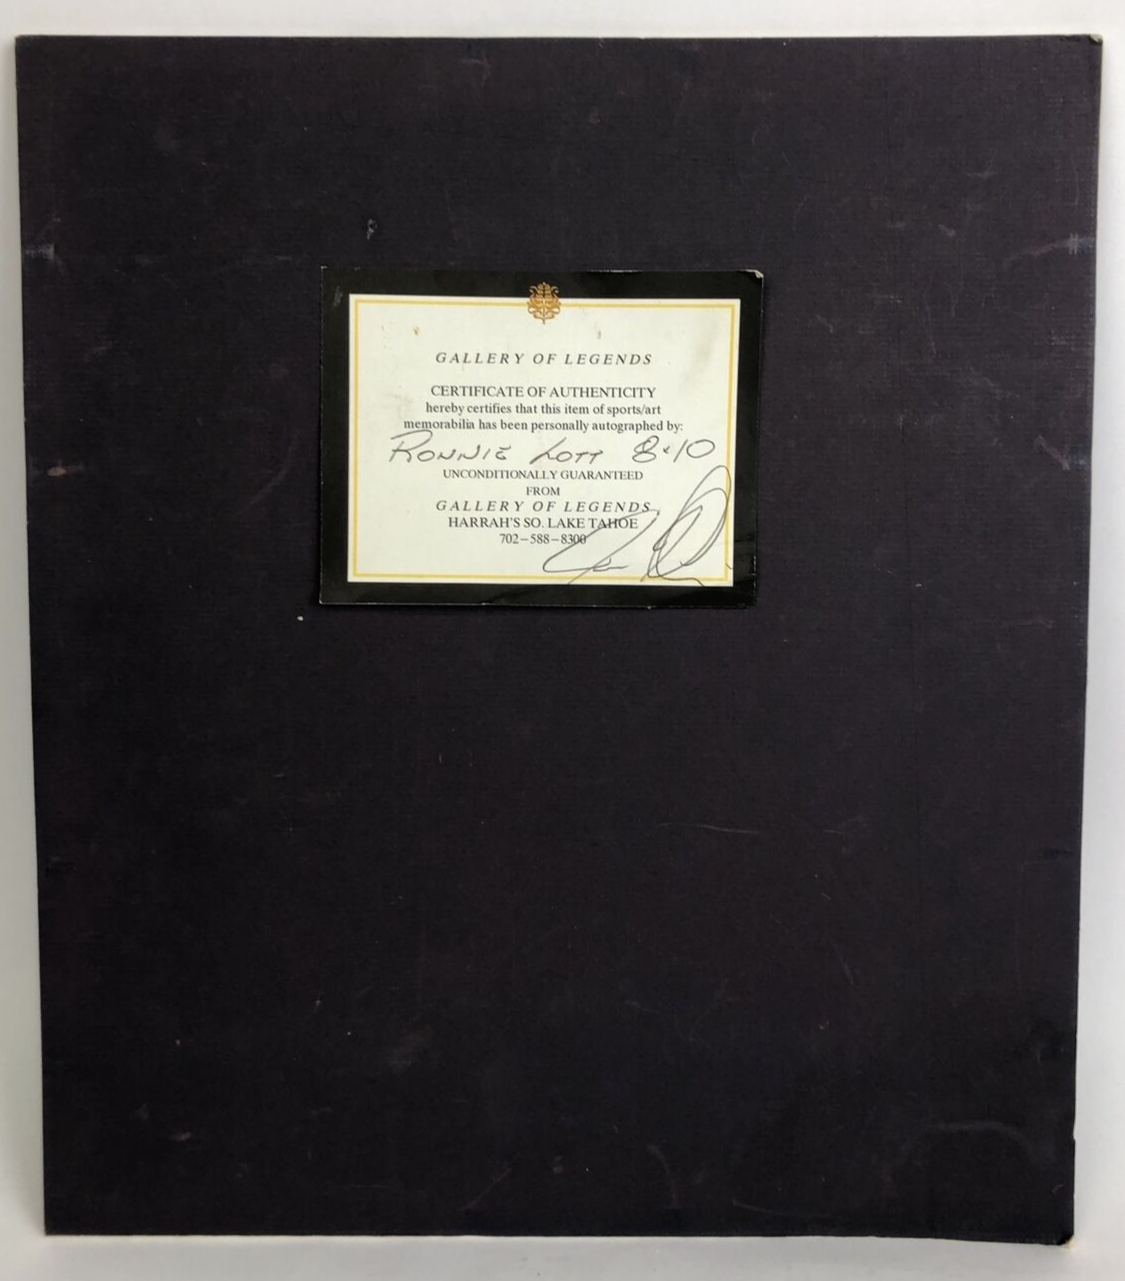 GALLERY OF LEGENDS
CERTIFICATE OF AUTHENTICITY
hereby certifies that this item of sports/art
memorabilia has been personally autographed by:
RONNIE LOTT 8x10
UNCONDITIONALLY GUARANTEED
FROM
GALLERY OF LEGENDS
HARRAH'S SO. LAKE TAHOE
702-588-8300